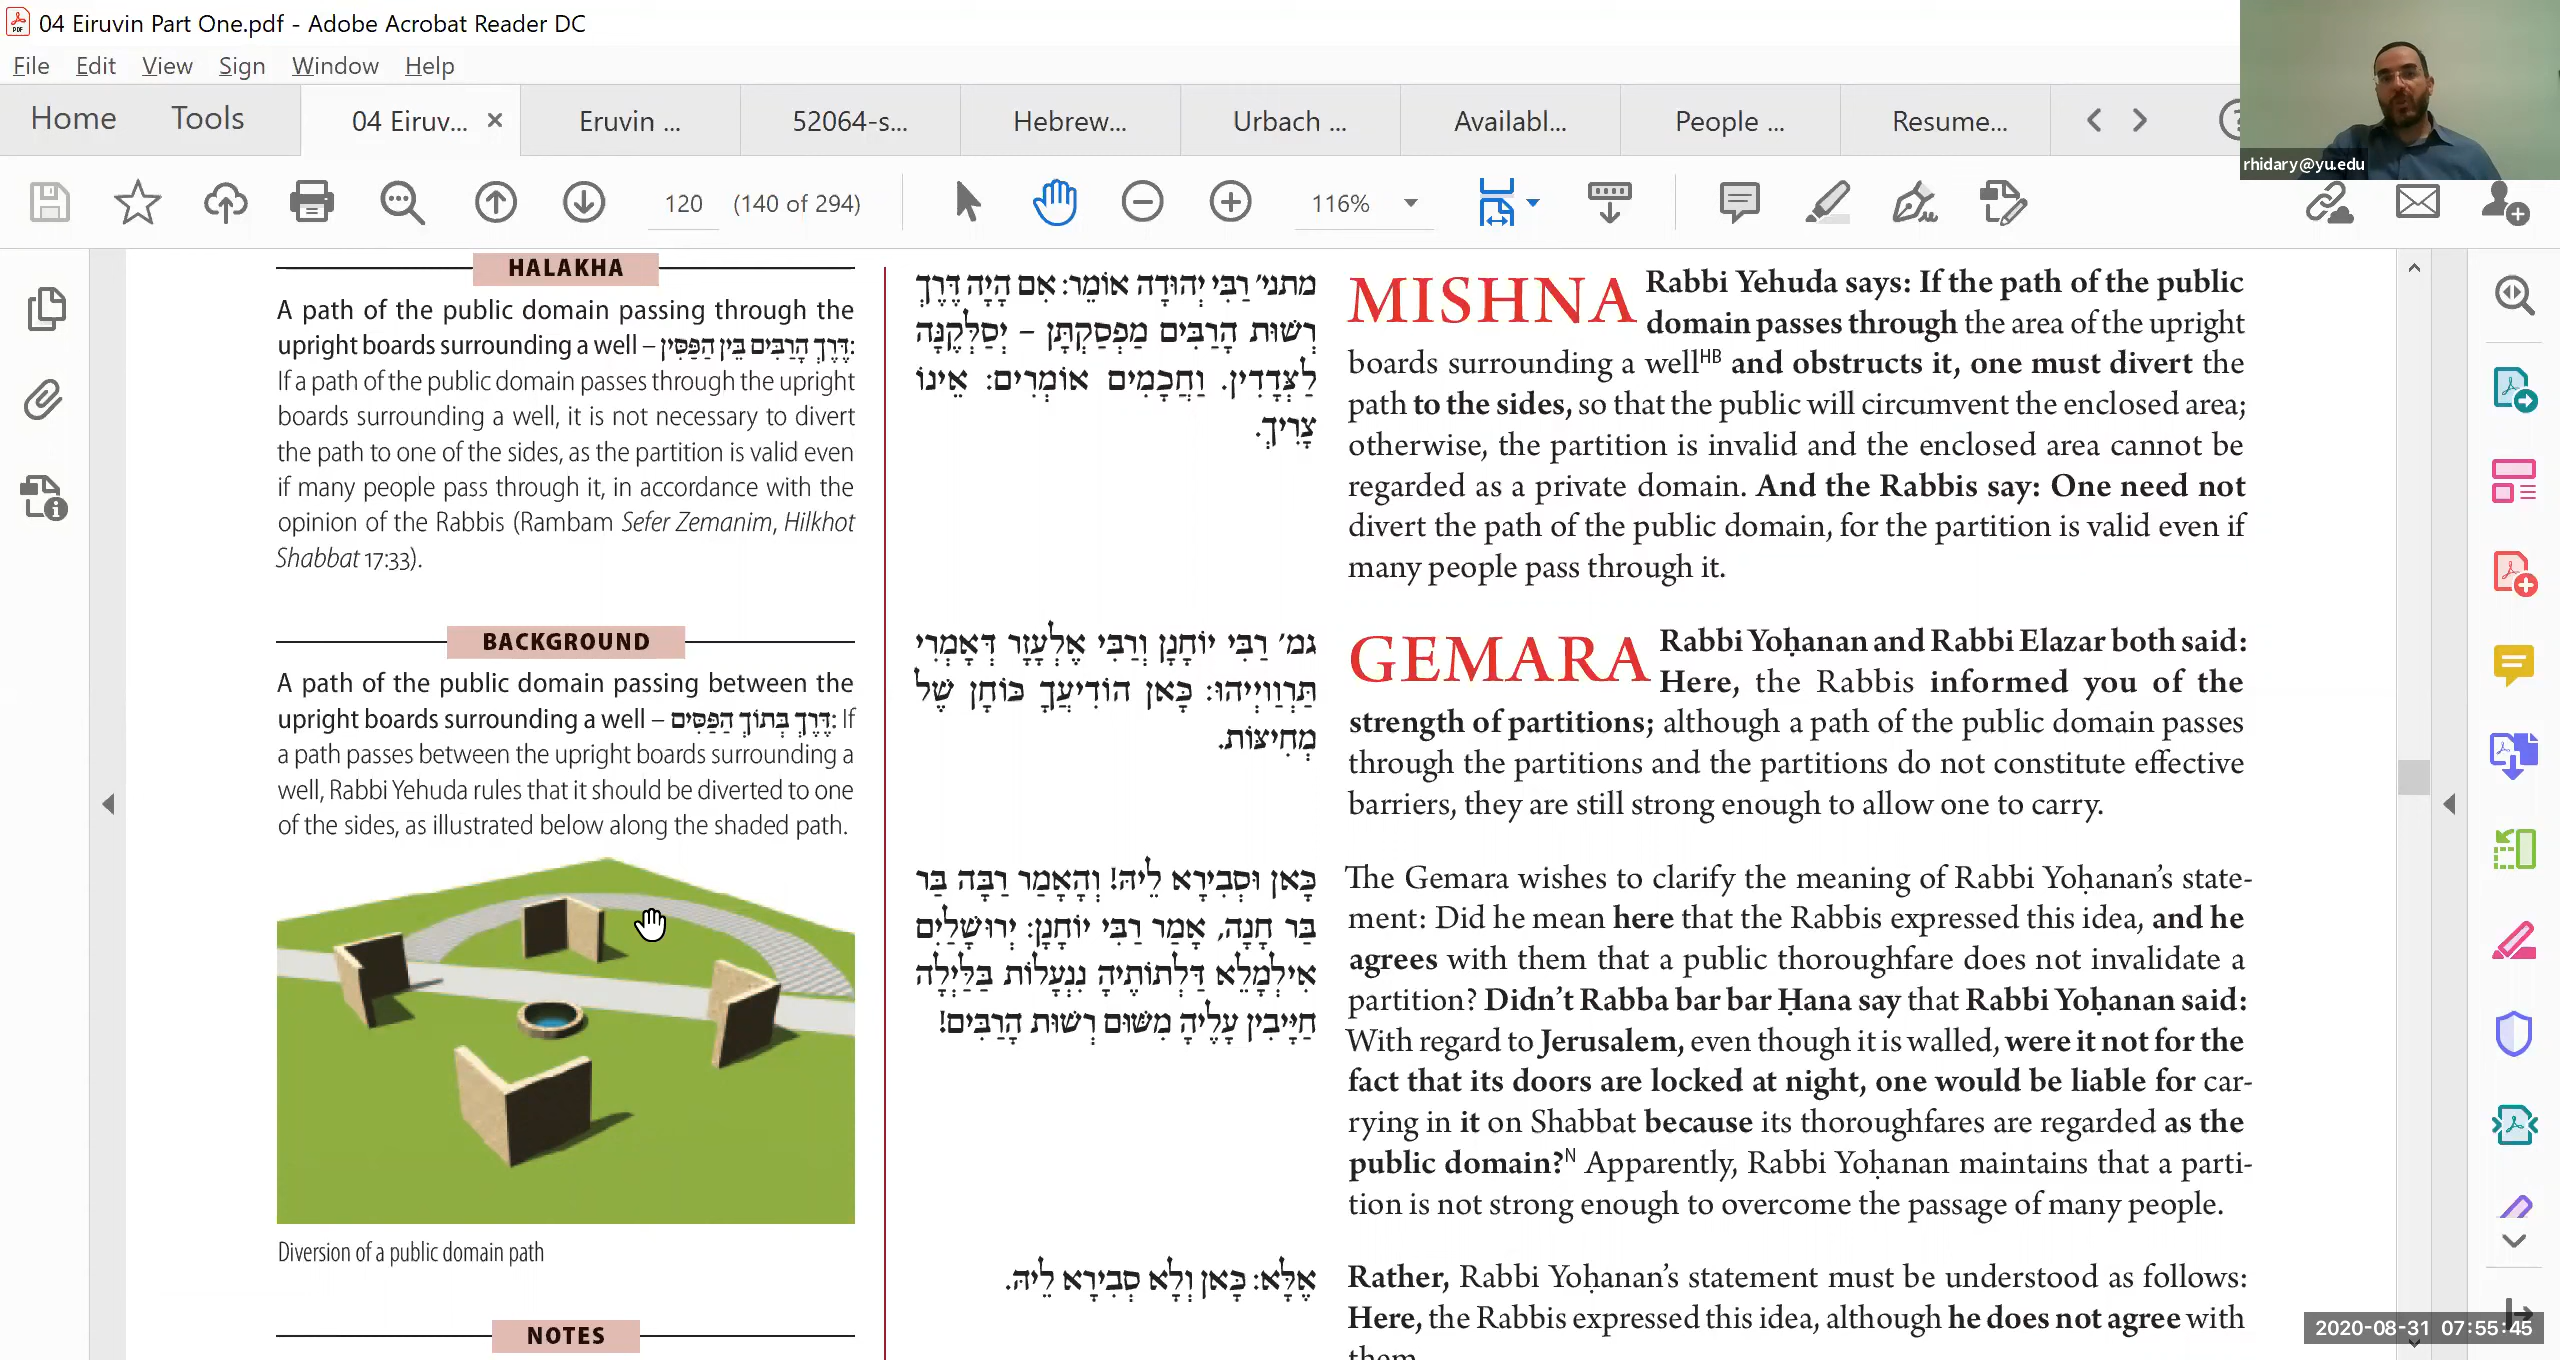 04 Eiruvin Part One.pdf - Adobe Acrobat Reader DC
File Edit View Sign Window Help
Home Tools 04 Eiruv... × Eruvin ... 52064-s... Hebrew... Urbach ... Availabl... People ... Resume...
rhidary@yu.edu
120 (140 of 294) 116%
HALAKHA
A path of the public domain passing through the
upright boards surrounding a well – דֶּרֶךְ הָרַבִּים בֵּין הַפַּסִּין:
If a path of the public domain passes through the upright
boards surrounding a well, it is not necessary to divert
the path to one of the sides, as the partition is valid even
if many people pass through it, in accordance with the
opinion of the Rabbis (Rambam Sefer Zemanim, Hilkhot
Shabbat 17:33).
BACKGROUND
A path of the public domain passing between the
upright boards surrounding a well – דֶּרֶךְ בְּתוֹךְ הַפַּסִּים: If
a path passes between the upright boards surrounding a
well, Rabbi Yehuda rules that it should be diverted to one
of the sides, as illustrated below along the shaded path.
Diversion of a public domain path
NOTES
מתני׳ רַבִּי יְהוּדָה אוֹמֵר: אִם הָיָה דֶּרֶךְ
רְשׁוּת הָרַבִּים מַפְסַקְתָּן – יְסַלְּקֶנָּה
לַצְּדָדִין. וַחֲכָמִים אוֹמְרִים: אֵינוֹ
צָרִיךְ.
גמ׳ רַבִּי יוֹחָנָן וְרַבִּי אֶלְעָזָר דְּאָמְרִי
תַּרְוַוְיְיהוּ: כָּאן הוֹדִיעֲךָ כּוֹחָן שֶׁל
מְחִיצּוֹת.
כָּאן וּסְבִירָא לֵיהּ! וְהָאָמַר רַבָּה בַּר
בַּר חָנָה, אָמַר רַבִּי יוֹחָנָן: יְרוּשָׁלַיִם
אִילְמָלֵא דַּלְתוֹתֶיהָ נִנְעָלוֹת בַּלַּיְלָה
חַיָּיבִין עָלֶיהָ מִשּׁוּם רְשׁוּת הָרַבִּים!
אֶלָּא: כָּאן וְלָא סְבִירָא לֵיהּ.
MISHNA Rabbi Yehuda says: If the path of the public
domain passes through the area of the upright
boards surrounding a wellHB and obstructs it, one must divert the
path to the sides, so that the public will circumvent the enclosed area;
otherwise, the partition is invalid and the enclosed area cannot be
regarded as a private domain. And the Rabbis say: One need not
divert the path of the public domain, for the partition is valid even if
many people pass through it.
GEMARA Rabbi Yoḥanan and Rabbi Elazar both said:
Here, the Rabbis informed you of the
strength of partitions; although a path of the public domain passes
through the partitions and the partitions do not constitute effective
barriers, they are still strong enough to allow one to carry.
The Gemara wishes to clarify the meaning of Rabbi Yoḥanan's state-
ment: Did he mean here that the Rabbis expressed this idea, and he
agrees with them that a public thoroughfare does not invalidate a
partition? Didn't Rabba bar bar Ḥana say that Rabbi Yoḥanan said:
With regard to Jerusalem, even though it is walled, were it not for the
fact that its doors are locked at night, one would be liable for car-
rying in it on Shabbat because its thoroughfares are regarded as the
public domain?N Apparently, Rabbi Yoḥanan maintains that a parti-
tion is not strong enough to overcome the passage of many people.
Rather, Rabbi Yoḥanan's statement must be understood as follows:
Here, the Rabbis expressed this idea, although he does not agree with
them
2020-08-31 07:55:45